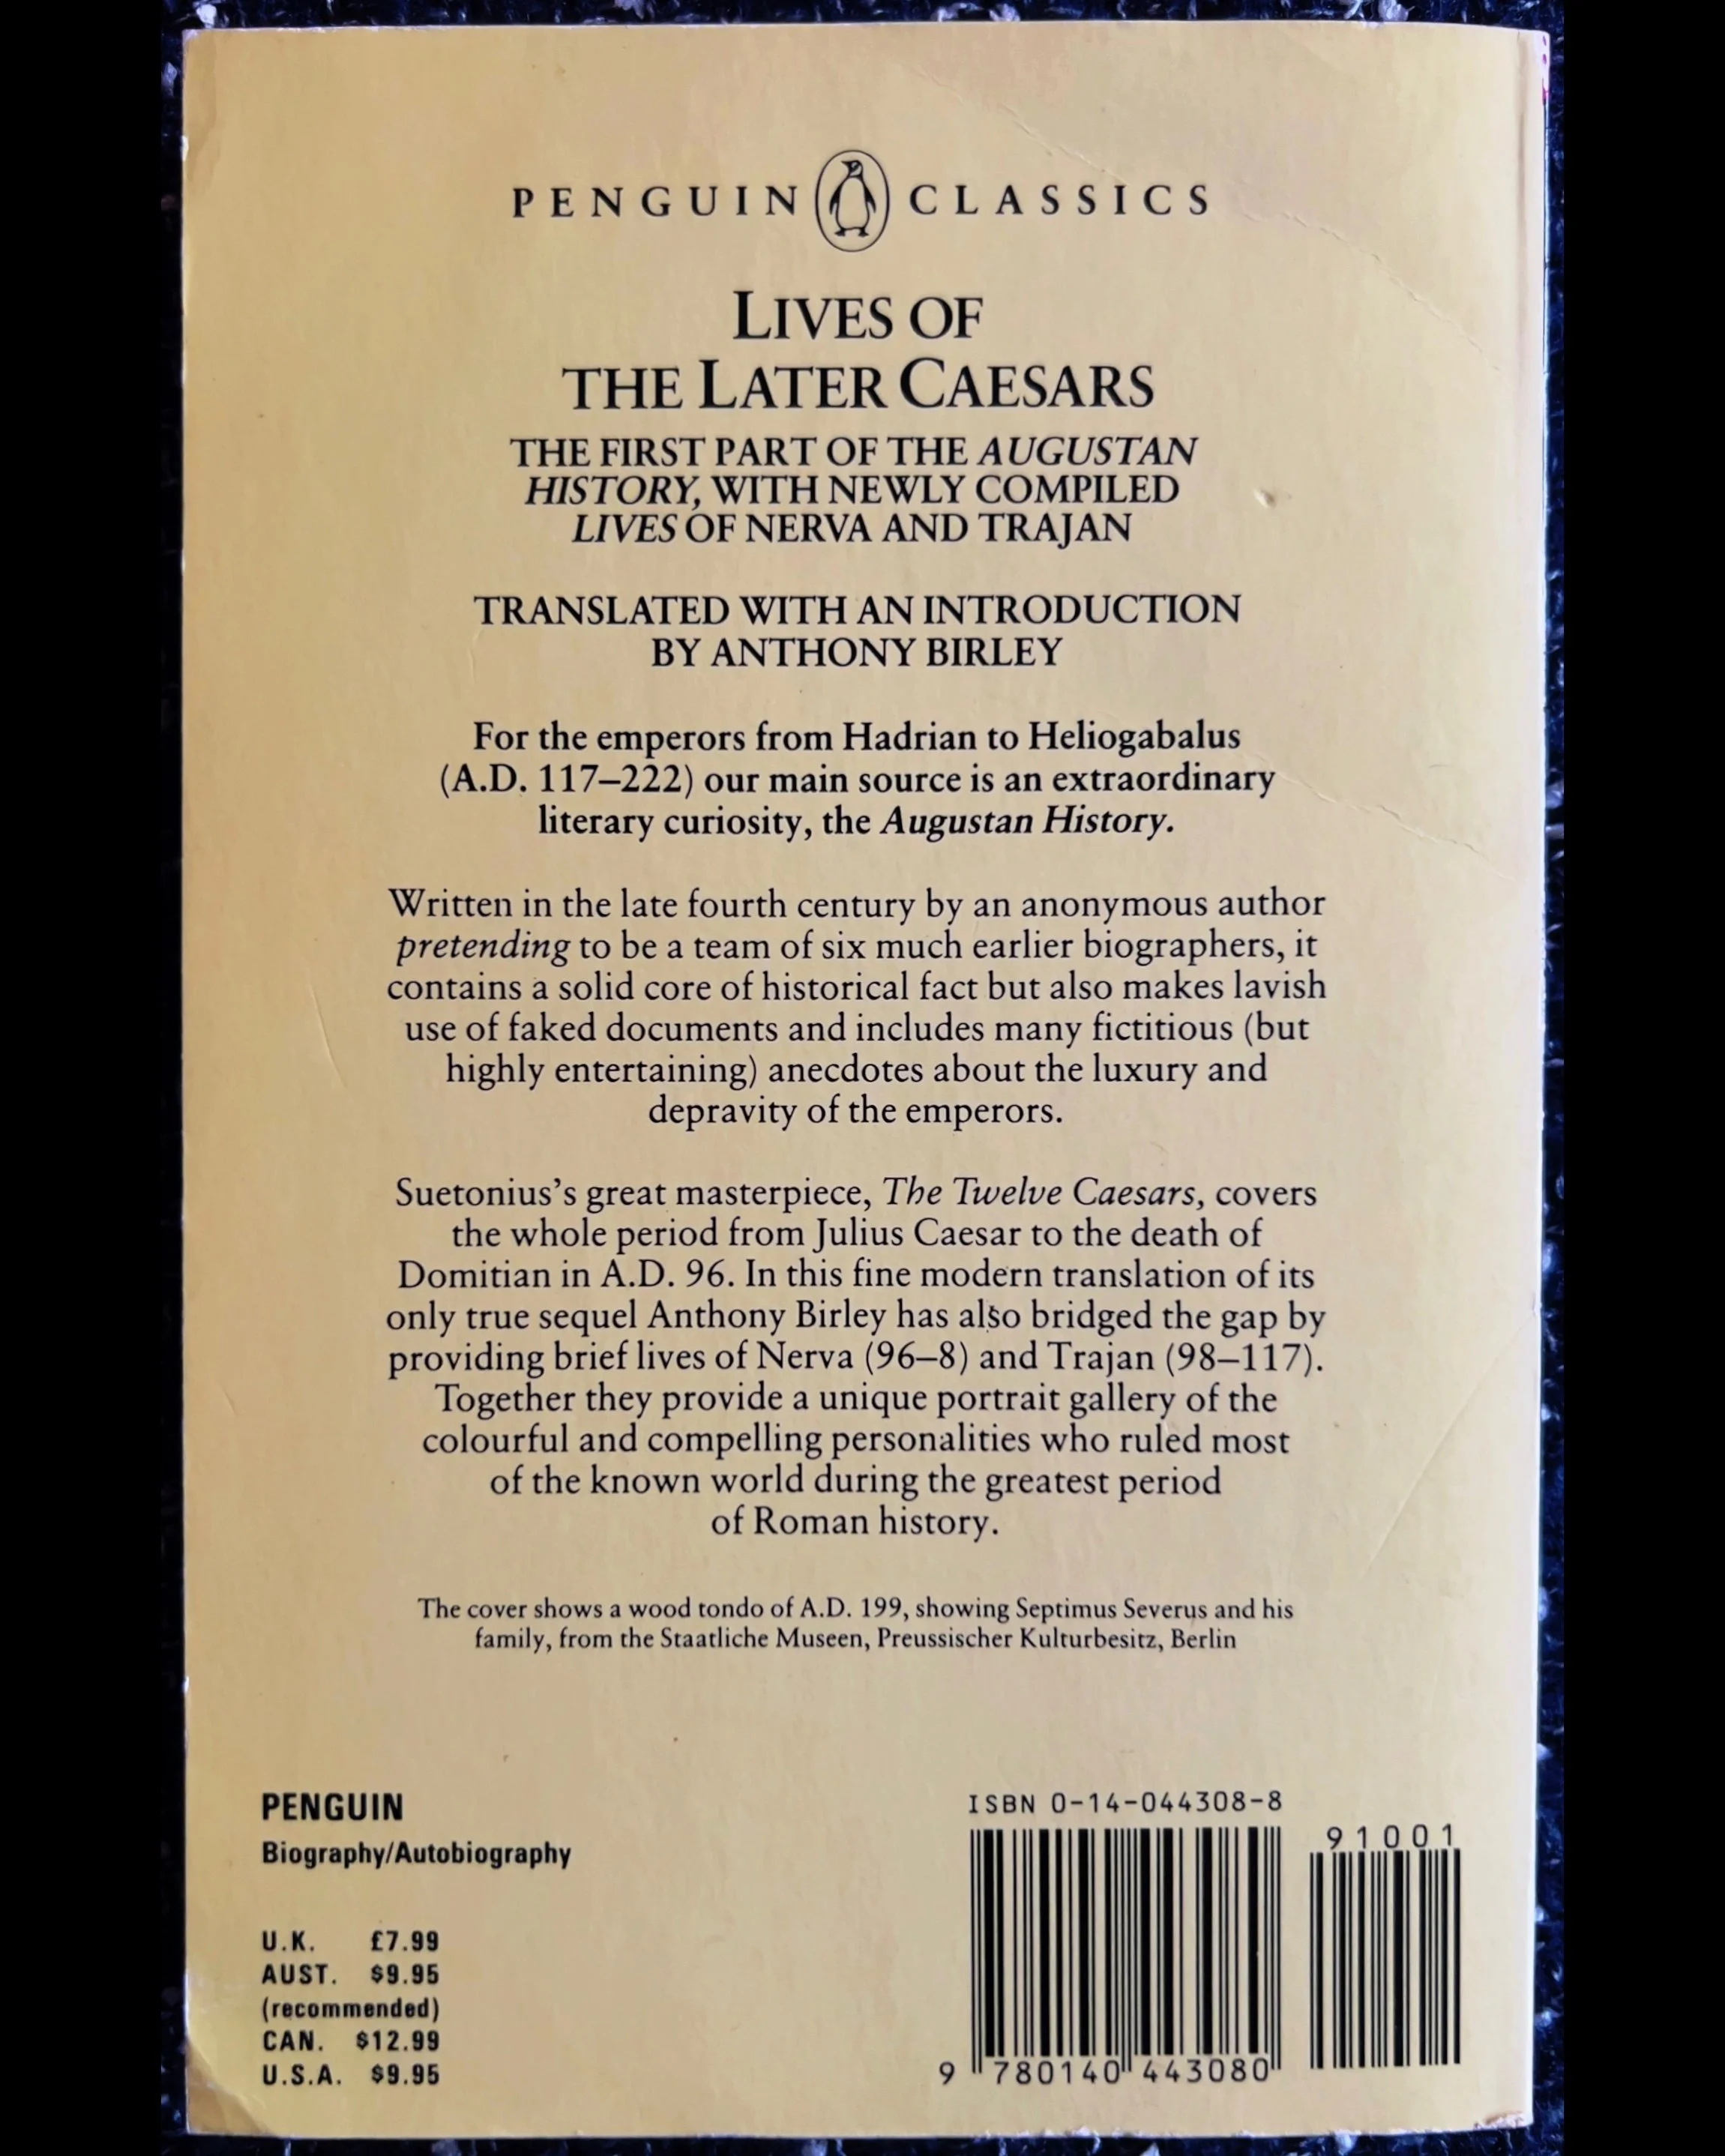 PENGUIN CLASSICS
LIVES OF
THE LATER CAESARS
THE FIRST PART OF THE AUGUSTAN
HISTORY, WITH NEWLY COMPILED
LIVES OF NERVA AND TRAJAN
TRANSLATED WITH AN INTRODUCTION
BY ANTHONY BIRLEY
For the emperors from Hadrian to Heliogabalus
(A.D. 117–222) our main source is an extraordinary
literary curiosity, the Augustan History.
Written in the late fourth century by an anonymous author
pretending to be a team of six much earlier biographers, it
contains a solid core of historical fact but also makes lavish
use of faked documents and includes many fictitious (but
highly entertaining) anecdotes about the luxury and
depravity of the emperors.
Suetonius's great masterpiece, The Twelve Caesars, covers
the whole period from Julius Caesar to the death of
Domitian in A.D. 96. In this fine modern translation of its
only true sequel Anthony Birley has also bridged the gap by
providing brief lives of Nerva (96–8) and Trajan (98–117).
Together they provide a unique portrait gallery of the
colourful and compelling personalities who ruled most
of the known world during the greatest period
of Roman history.
The cover shows a wood tondo of A.D. 199, showing Septimus Severus and his
family, from the Staatliche Museen, Preussischer Kulturbesitz, Berlin
PENGUIN
Biography/Autobiography
U.K. £7.99
AUST. $9.95
(recommended)
CAN. $12.99
U.S.A. $9.95
ISBN 0-14-044308-8
91001
9 780140 443080